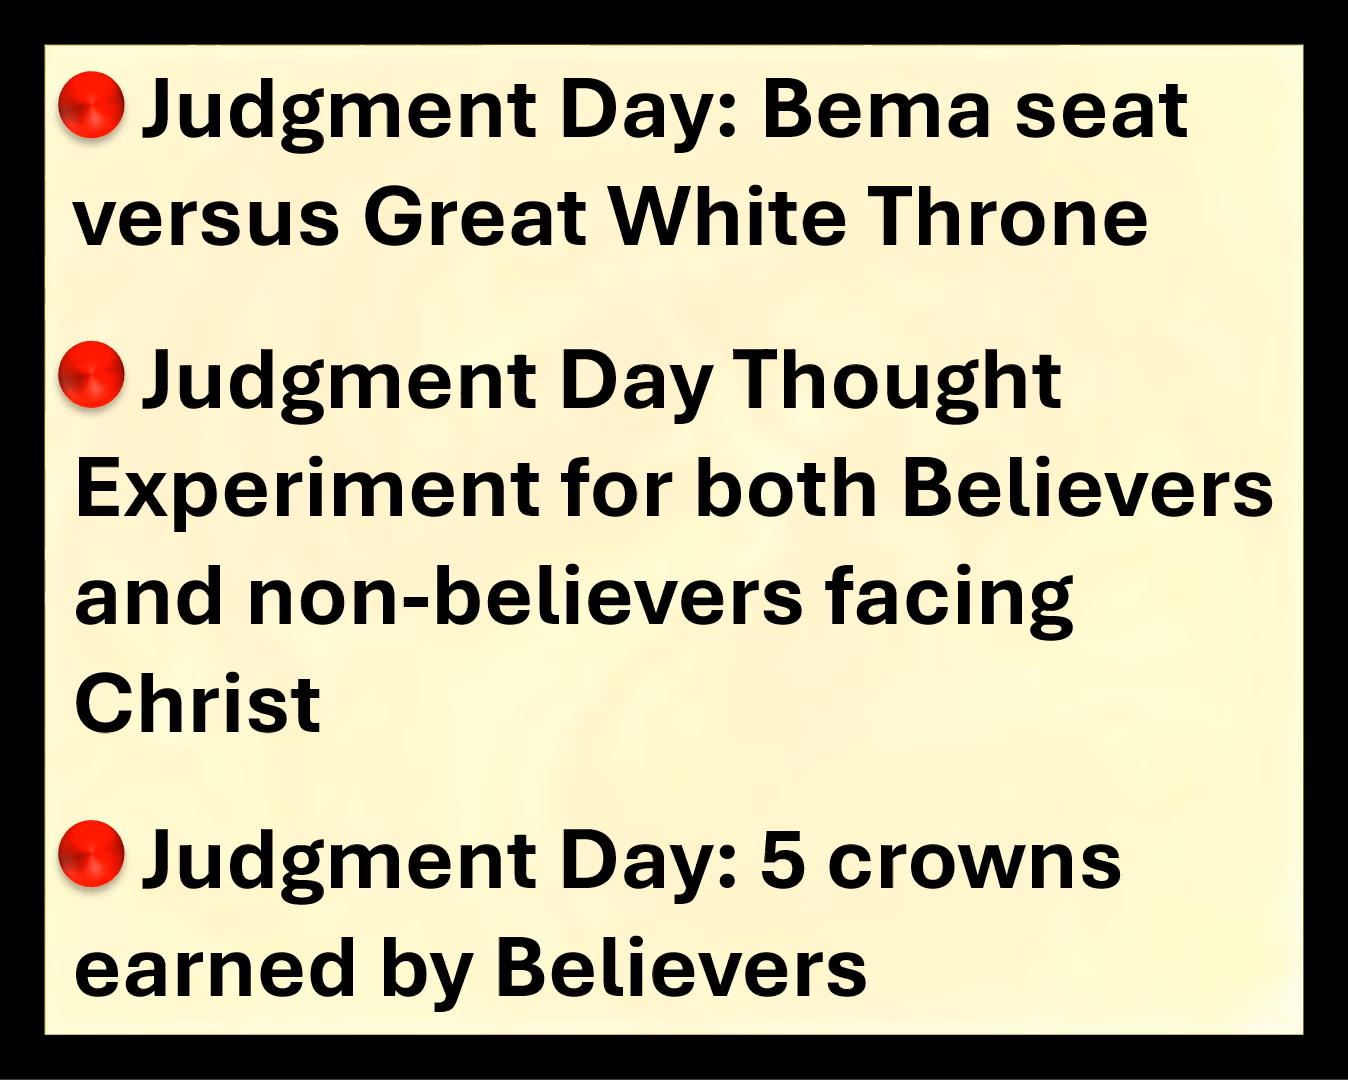 Judgment Day: Bema seat
versus Great White Throne
Judgment Day Thought
Experiment for both Believers
and non-believers facing
Christ
Judgment Day: 5 crowns
earned by Believers